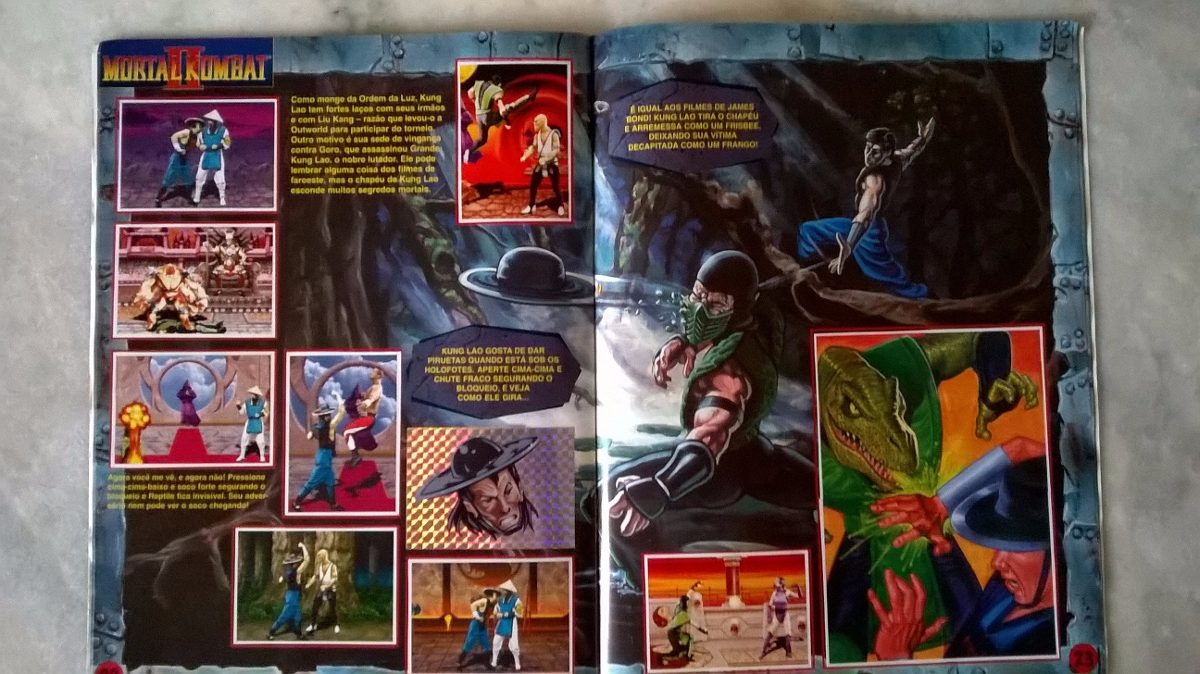 MORTAL KOMBAT
II
Como monge da Ordem da Luz, Kung
Lao tem fortes laços com seus irmãos
e com Liu Kang – razão que levou-o a
Outworld para participar do torneio.
Outro motivo é sua sede de vingança
contra Goro, que assassinou Grande
Kung Lao, o nobre lutador. Ele pode
lembrar alguma coisa dos filmes de
faroeste, mas o chapéu de Kung Lao
esconde muitos segredos mortais.
KUNG LAO GOSTA DE DAR
PIRUETAS QUANDO ESTÁ SOB OS
HOLOFOTES. APERTE CIMA-CIMA E
CHUTE FRACO SEGURANDO O
BLOQUEIO, E VEJA
COMO ELE GIRA...
Agora você me vê, e agora não! Pressione
cima-cima-baixo e soco forte segurando o
bloqueio e Reptile fica invisível. Seu adver-
sário nem pode ver o soco chegando!
É IGUAL AOS FILMES DE JAMES
BOND! KUNG LAO TIRA O CHAPÉU
E ARREMESSA COMO UM FRISBEE,
DEIXANDO SUA VÍTIMA
DECAPITADA COMO UM FRANGO!
23